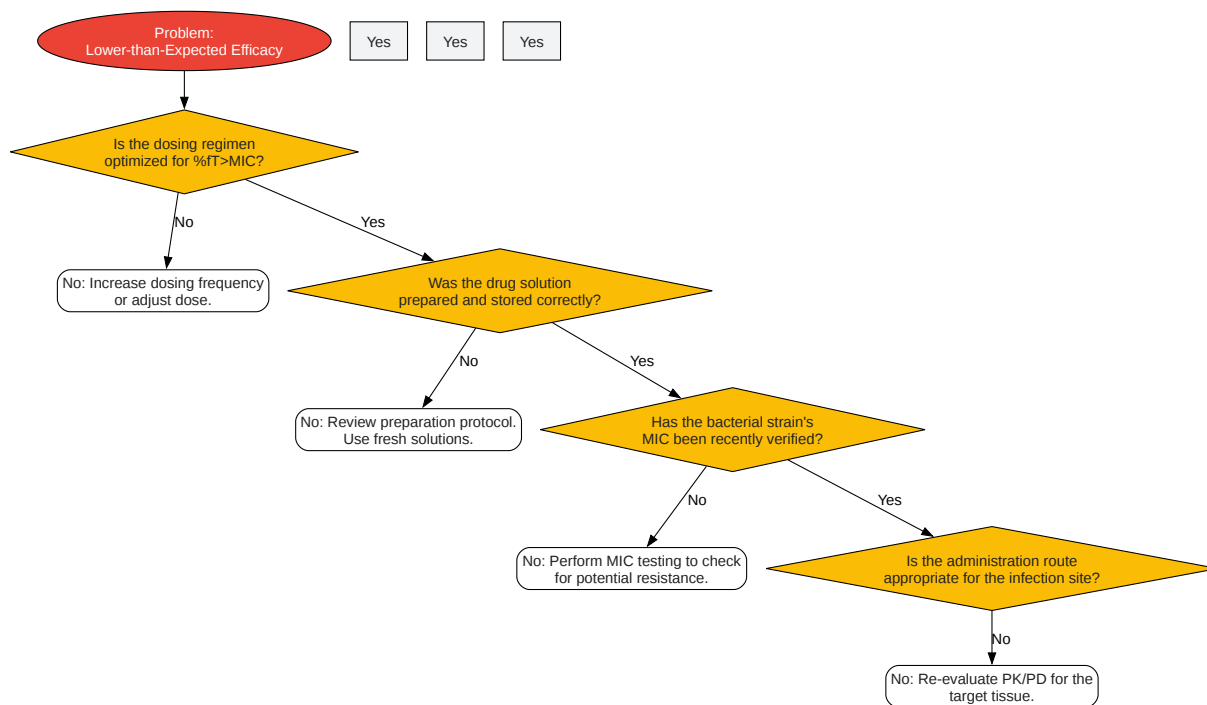 Problem:
Lower-than-Expected Efficacy
Yes
Yes
Yes
Is the dosing regimen
optimized for %fT>MIC?
No
Yes
No: Increase dosing frequency
or adjust dose.
Was the drug solution
prepared and stored correctly?
No
Yes
No: Review preparation protocol.
Use fresh solutions.
Has the bacterial strain's
MIC been recently verified?
No
Yes
No: Perform MIC testing to check
for potential resistance.
Is the administration route
appropriate for the infection site?
No
No: Re-evaluate PK/PD for the
target tissue.